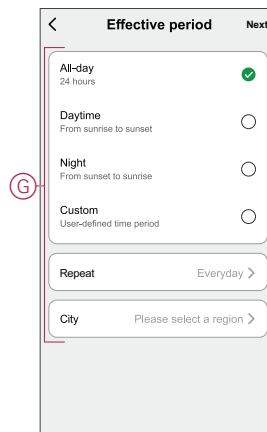 Effective period Next
All-day
24 hours
Daytime
From sunrise to sunset
Night
From sunset to sunrise
G
Custom
User-defined time period
Repeat Everyday
City Please select a region